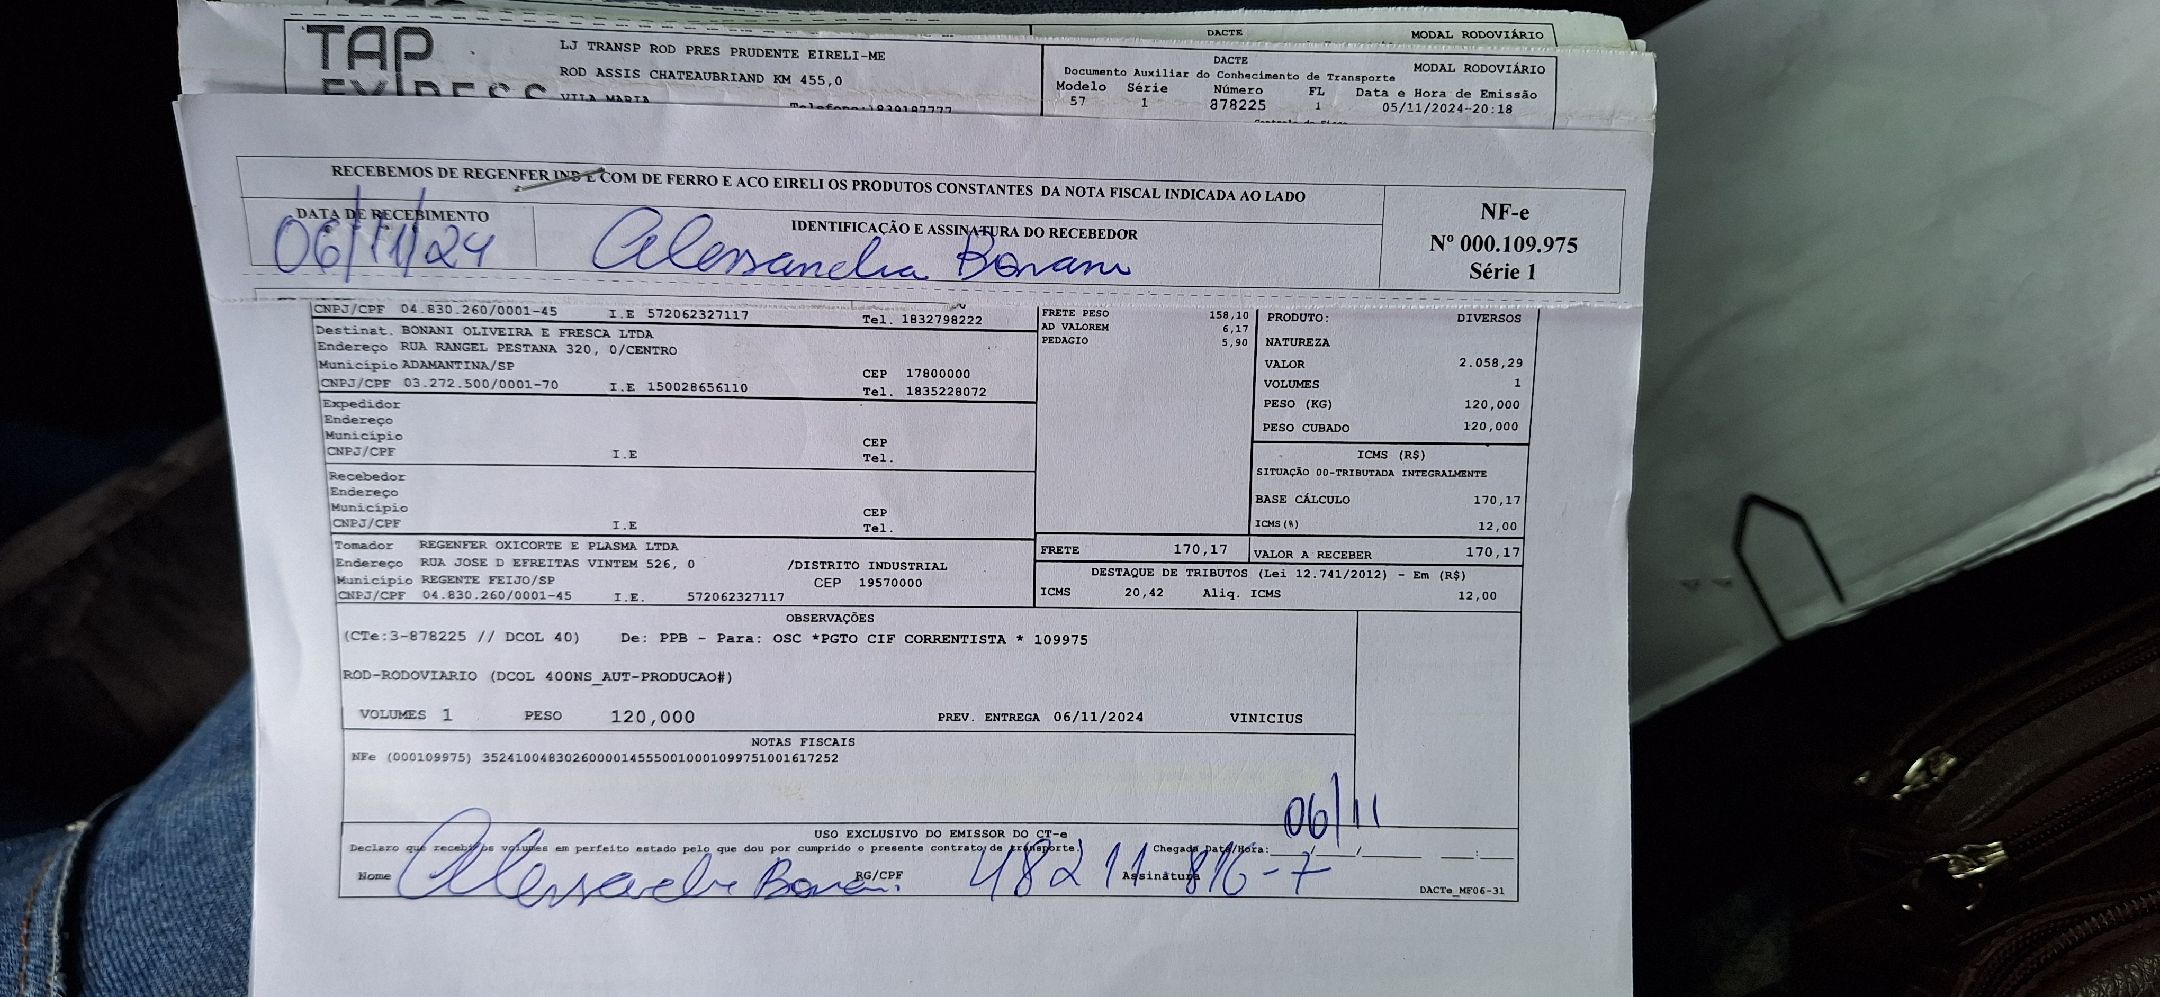 DACTE MODAL RODOVIÁRIO
TAP
LJ TRANSP ROD PRES PRUDENTE EIRELI-ME
ROD ASSIS CHATEAUBRIAND KM 455,0
VILA MARIA
DACTE MODAL RODOVIÁRIO
Documento Auxiliar do Conhecimento de Transporte
Modelo Série Número FL Data e Hora de Emissão
57 1 878225 1 05/11/2024-20:18
RECEBEMOS DE REGENFER IND E COM DE FERRO E ACO EIRELI OS PRODUTOS CONSTANTES DA NOTA FISCAL INDICADA AO LADO
DATA DE RECEBIMENTO
06/11/24
IDENTIFICAÇÃO E ASSINATURA DO RECEBEDOR
Alessandra Bonani
NF-e
Nº 000.109.975
Série 1
CNPJ/CPF 04.830.260/0001-45 I.E 572062327117 Tel. 1832798222
Destinat. BONANI OLIVEIRA E FRESCA LTDA
Endereço RUA RANGEL PESTANA 320, 0/CENTRO
Município ADAMANTINA/SP CEP 17800000
CNPJ/CPF 03.272.500/0001-70 I.E 150028656110 Tel. 1835228072
Expedidor
Endereço
Município CEP
CNPJ/CPF I.E Tel.
Recebedor
Endereço
Município CEP
CNPJ/CPF I.E Tel.
Tomador REGENFER OXICORTE E PLASMA LTDA
Endereço RUA JOSE D EFREITAS VINTEM 526, 0 /DISTRITO INDUSTRIAL
Município REGENTE FEIJO/SP CEP 19570000
CNPJ/CPF 04.830.260/0001-45 I.E. 572062327117
FRETE PESO 158,10
AD VALOREM 6,17
PEDAGIO 5,90
PRODUTO: DIVERSOS
NATUREZA
VALOR 2.058,29
VOLUMES 1
PESO (KG) 120,000
PESO CUBADO 120,000
ICMS (R$)
SITUAÇÃO 00-TRIBUTADA INTEGRALMENTE
BASE CÁLCULO 170,17
ICMS(%) 12,00
FRETE 170,17 VALOR A RECEBER 170,17
DESTAQUE DE TRIBUTOS (Lei 12.741/2012) - Em (R$)
ICMS 20,42 Aliq. ICMS 12,00
OBSERVAÇÕES
(CTe:3-878225 // DCOL 40) De: PPB - Para: OSC *PGTO CIF CORRENTISTA * 109975
ROD-RODOVIARIO (DCOL 400NS_AUT-PRODUCAO#)
VOLUMES 1 PESO 120,000 PREV. ENTREGA 06/11/2024 VINICIUS
NOTAS FISCAIS
NFe (000109975) 35241004830260000145550010001099751001617252
06/11
USO EXCLUSIVO DO EMISSOR DO CT-e
Declaro que recebi os volumes em perfeito estado pelo que dou por cumprido o presente contrato de transporte. Chegada Data/Hora:
Nome Alessandra Bonani RG/CPF 48211816-7 Assinatura
DACTe_MF06-31